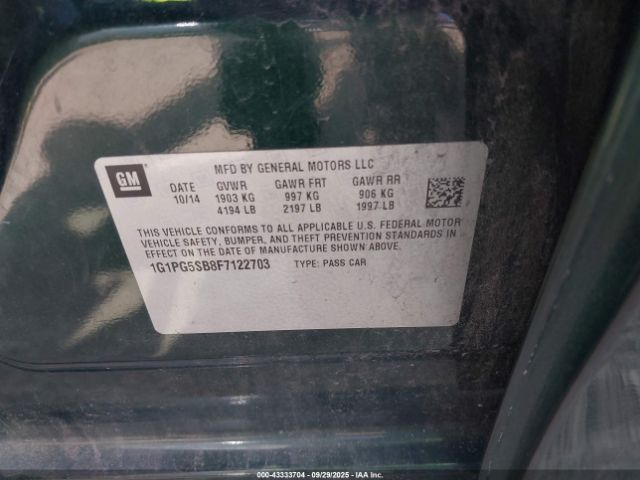 GM
MFD BY GENERAL MOTORS LLC
DATE GVWR GAWR FRT GAWR RR
10/14 1903 KG 997 KG 906 KG
4194 LB 2197 LB 1997 LB
THIS VEHICLE CONFORMS TO ALL APPLICABLE U.S. FEDERAL MOTOR
VEHICLE SAFETY, BUMPER, AND THEFT PREVENTION STANDARDS IN
EFFECT ON THE DATE OF MANUFACTURE SHOWN ABOVE.
1G1PG5SB8F7122703 TYPE: PASS CAR
000-43333704 - 09/29/2025 - IAA Inc.